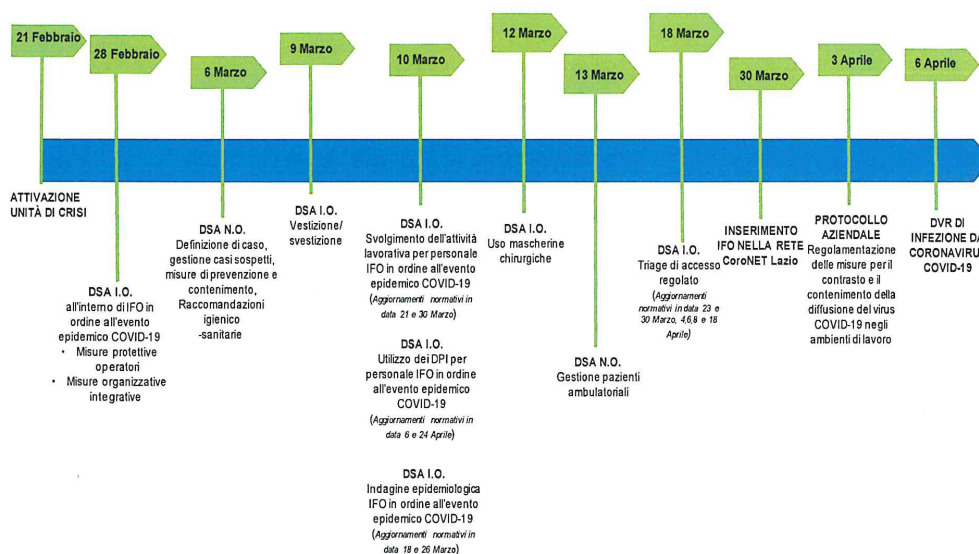 21 Febbraio
28 Febbraio
6 Marzo
9 Marzo
10 Marzo
12 Marzo
13 Marzo
18 Marzo
30 Marzo
3 Aprile
6 Aprile
ATTIVAZIONE
UNITÀ DI CRISI
DSA I.O.
all'interno di IFO in
ordine all'evento
epidemico COVID-19
• Misure protettive
operatori
• Misure organizzative
integrative
DSA N.O.
Definizione di caso,
gestione casi sospetti,
misure di prevenzione e
contenimento,
Raccomandazioni
igienico
-sanitarie
DSA I.O.
Vestizione/
svestizione
DSA I.O.
Svolgimento dell'attività
lavorativa per personale
IFO in ordine all'evento
epidemico COVID-19
(Aggiornamenti normativi in
data 21 e 30 Marzo)
DSA I.O.
Utilizzo dei DPI per
personale IFO in ordine
all'evento epidemico
COVID-19
(Aggiornamenti normativi in
data 6 e 24 Aprile)
DSA I.O.
Indagine epidemiologica
IFO in ordine all'evento
epidemico COVID-19
(Aggiornamenti normativi in
data 18 e 26 Marzo)
DSA I.O.
Uso mascherine
chirurgiche
DSA N.O.
Gestione pazienti
ambulatoriali
DSA I.O.
Triage di accesso
regolato
(Aggiornamenti
normativi in data 23 e
30 Marzo, 4,6,8 e 18
Aprile)
INSERIMENTO
IFO NELLA RETE
CoroNET Lazio
PROTOCOLLO
AZIENDALE
Regolamentazione
delle misure per il
contrasto e il
contenimento della
diffusione del virus
COVID-19 negli
ambienti di lavoro
DVR DI
INFEZIONE DA
CORONAVIRU
COVID-19